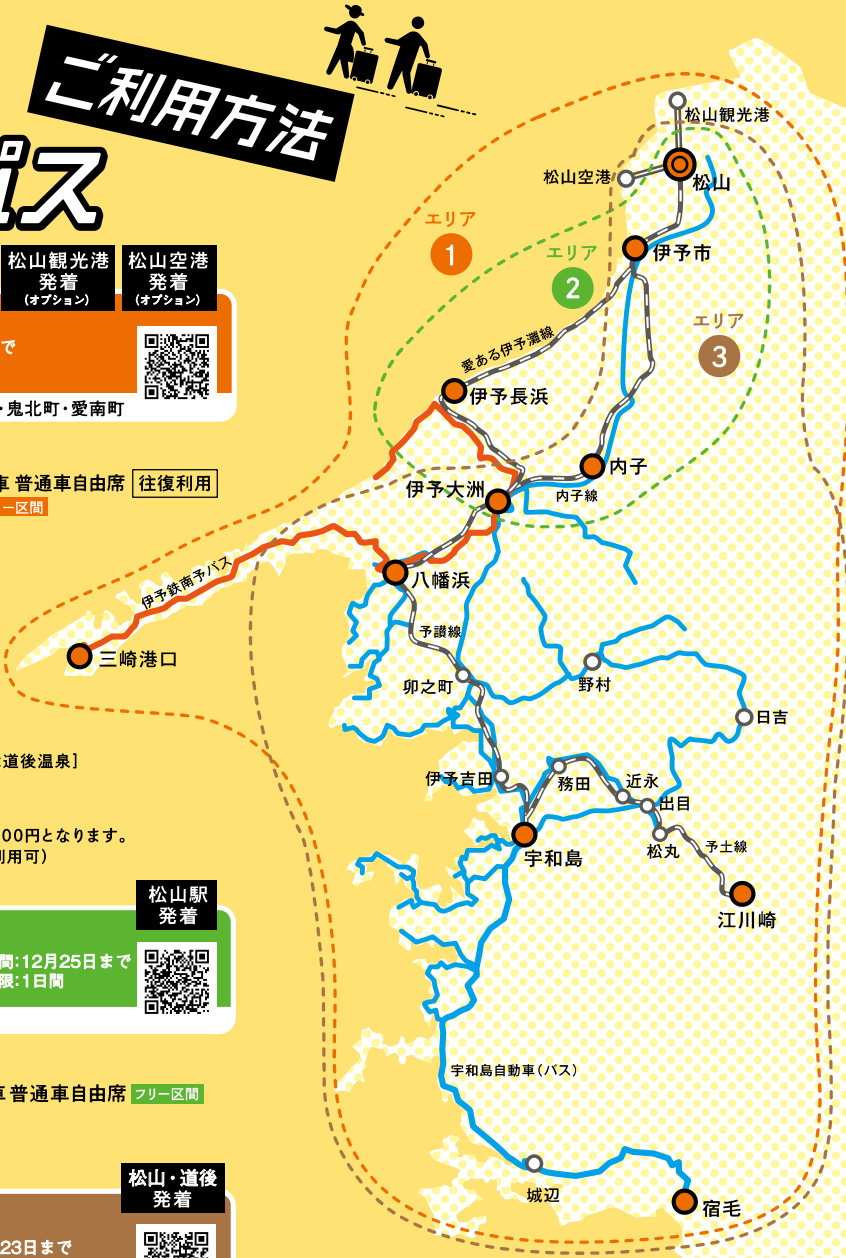 ご利用方法
パス
松山観光港
発着
(オプション)
松山空港
発着
(オプション)
で
・鬼北町・愛南町
車 普通車自由席 往復利用
ー区間
道後温泉]
00円となります。
利用可)
松山駅
発着
間:12月25日まで
限:1日間
車 普通車自由席 フリー区間
松山・道後
発着
23日まで
エリア
1
エリア
2
エリア
3
松山観光港
松山空港
松山
伊予市
愛ある伊予灘線
伊予長浜
内子
伊予大洲
内子線
八幡浜
伊予鉄南予バス
三崎港口
予讃線
卯之町
野村
日吉
伊予吉田
務田
近永
出目
松丸
予土線
宇和島
江川崎
宇和島自動車(バス)
城辺
宿毛